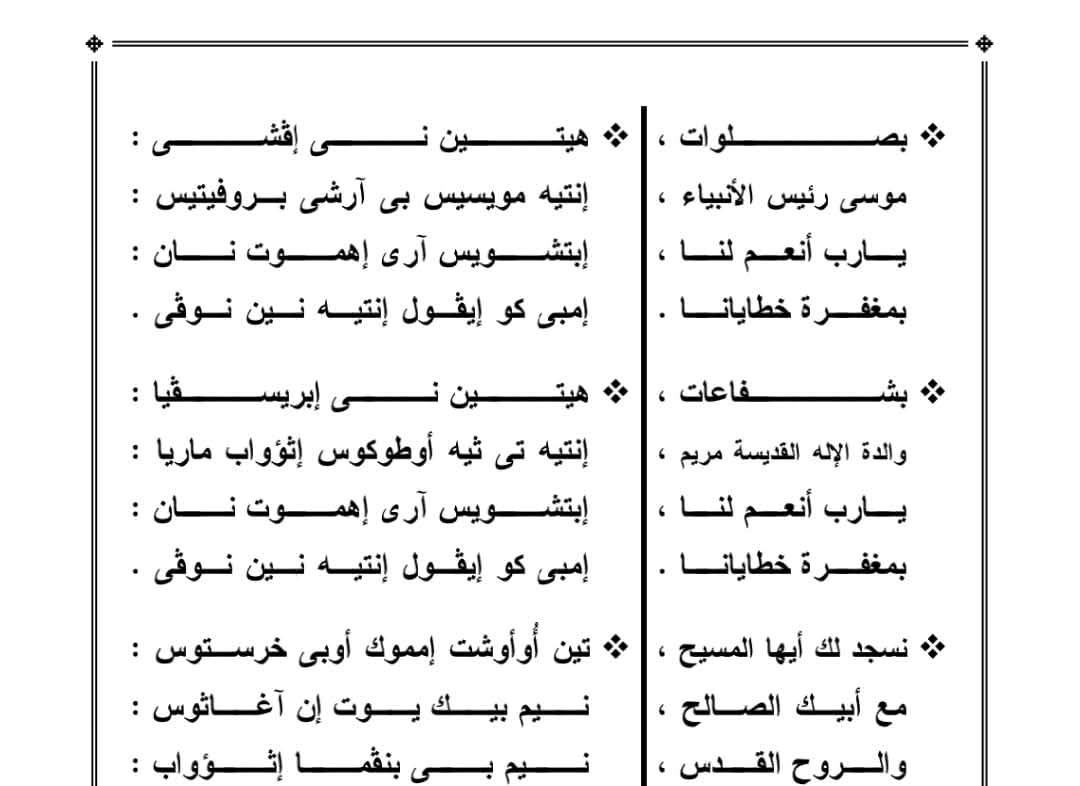 ❖ بصلوات ،
موسى رئيس الأنبياء ،
يارب أنعم لنا ،
بمغفرة خطايانا .
❖ بشفاعات ،
والدة الإله القديسة مريم ،
يارب أنعم لنا ،
بمغفرة خطايانا .
❖ نسجد لك أيها المسيح ،
مع أبيك الصالح ،
والروح القدس ،
❖ هيتين نى إڤشى :
إنتيه مويسيس بى آرشى بروفيتيس :
إبتشويس آرى إهموت نان :
إمبى كو إيڤول إنتيه نين نوڤى .
❖ هيتين نى إبريسڤيا :
إنتيه تى ثيه أوطوكوس إثؤواب ماريا :
إبتشويس آرى إهموت نان :
إمبى كو إيڤول إنتيه نين نوڤى .
❖ تين أُوأوشت إمموك أوبى خرستوس :
نيم بيك يوت إن آغاثوس :
نيم بى بنڤما إثؤواب :